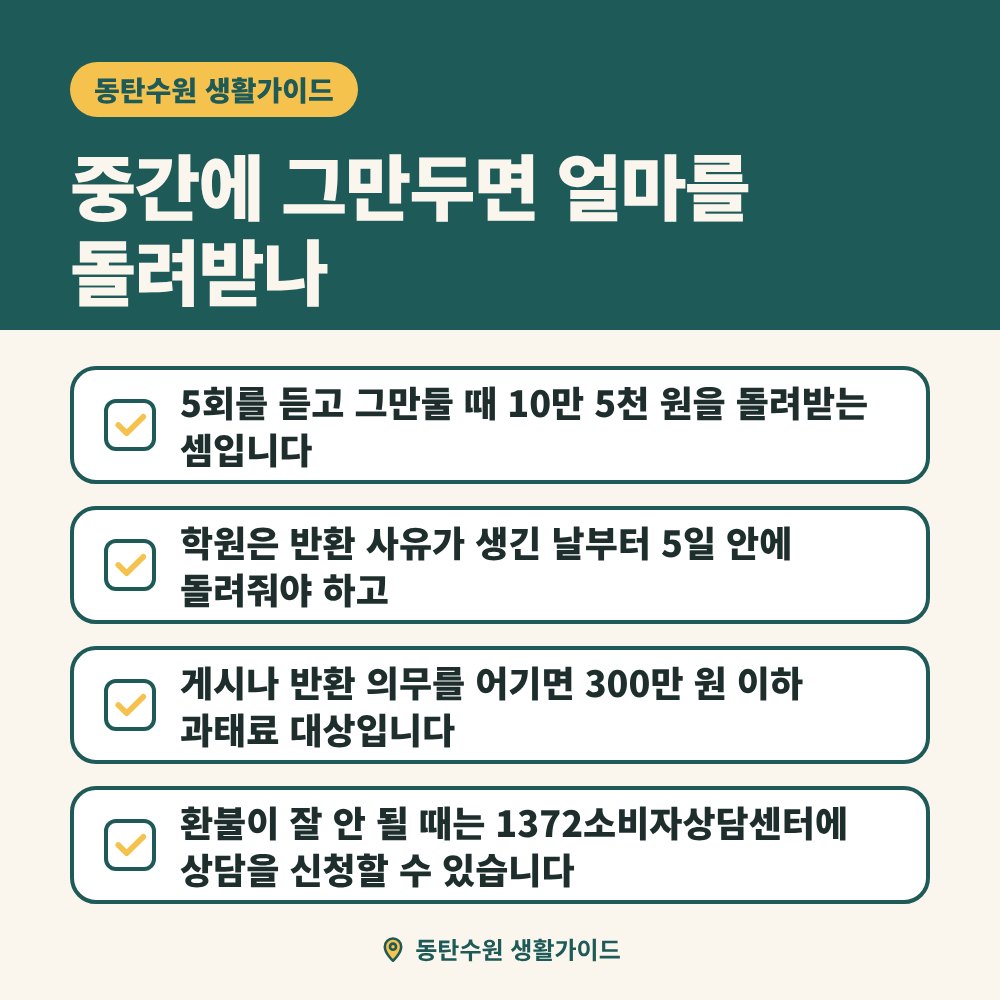 동탄수원 생활가이드
중간에 그만두면 얼마를
돌려받나
5회를 듣고 그만둘 때 10만 5천 원을 돌려받는
셈입니다
학원은 반환 사유가 생긴 날부터 5일 안에
돌려줘야 하고
게시나 반환 의무를 어기면 300만 원 이하
과태료 대상입니다
환불이 잘 안 될 때는 1372소비자상담센터에
상담을 신청할 수 있습니다
동탄수원 생활가이드